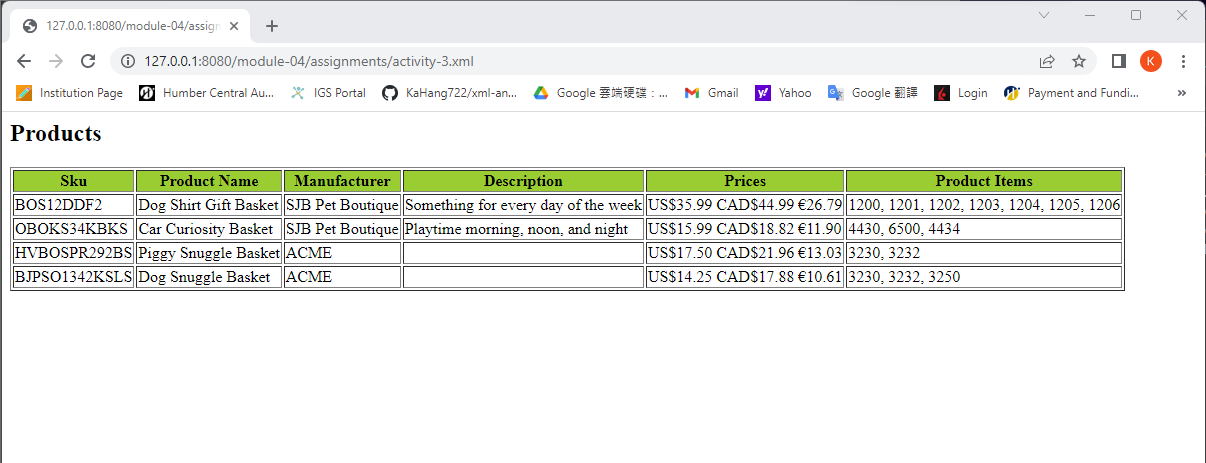 127.0.0.1:8080/module-04/assign
127.0.0.1:8080/module-04/assignments/activity-3.xml
K
Institution Page Humber Central Au... IGS Portal KaHang722/xml-an... Google 雲端硬碟：... Gmail Yahoo Google 翻譯 Login Payment and Fundi... »
Products
Sku Product Name Manufacturer Description Prices Product Items
BOS12DDF2 Dog Shirt Gift Basket SJB Pet Boutique Something for every day of the week US$35.99 CAD$44.99 €26.79 1200, 1201, 1202, 1203, 1204, 1205, 1206
OBOKS34KBKS Car Curiosity Basket SJB Pet Boutique Playtime morning, noon, and night US$15.99 CAD$18.82 €11.90 4430, 6500, 4434
HVBOSPR292BS Piggy Snuggle Basket ACME US$17.50 CAD$21.96 €13.03 3230, 3232
BJPSO1342KSLS Dog Snuggle Basket ACME US$14.25 CAD$17.88 €10.61 3230, 3232, 3250